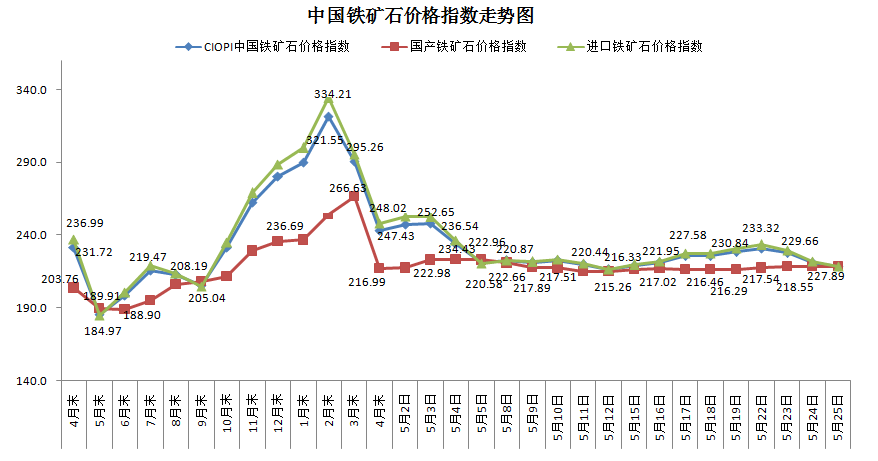 中国铁矿石价格指数走势图
CIOPI中国铁矿石价格指数 国产铁矿石价格指数 进口铁矿石价格指数
340.0
290.0
240.0
190.0
140.0
334.21
321.55
295.26
266.63
236.99
231.72
203.76
189.91
184.97
188.90
219.47
208.19
205.04
236.69
248.02
247.43
216.99
252.65
222.98
236.54
234.43
222.96
220.58
220.87
222.66
217.89
217.51
220.44
215.26
216.33
217.02
221.95
227.58
216.46
230.84
216.29
233.32
217.54
229.66
218.55
227.89
4月末
5月末
6月末
7月末
8月末
9月末
10月末
11月末
12月末
1月末
2月末
3月末
4月末
5月2日
5月3日
5月4日
5月5日
5月8日
5月9日
5月10日
5月11日
5月12日
5月15日
5月16日
5月17日
5月18日
5月19日
5月22日
5月23日
5月24日
5月25日